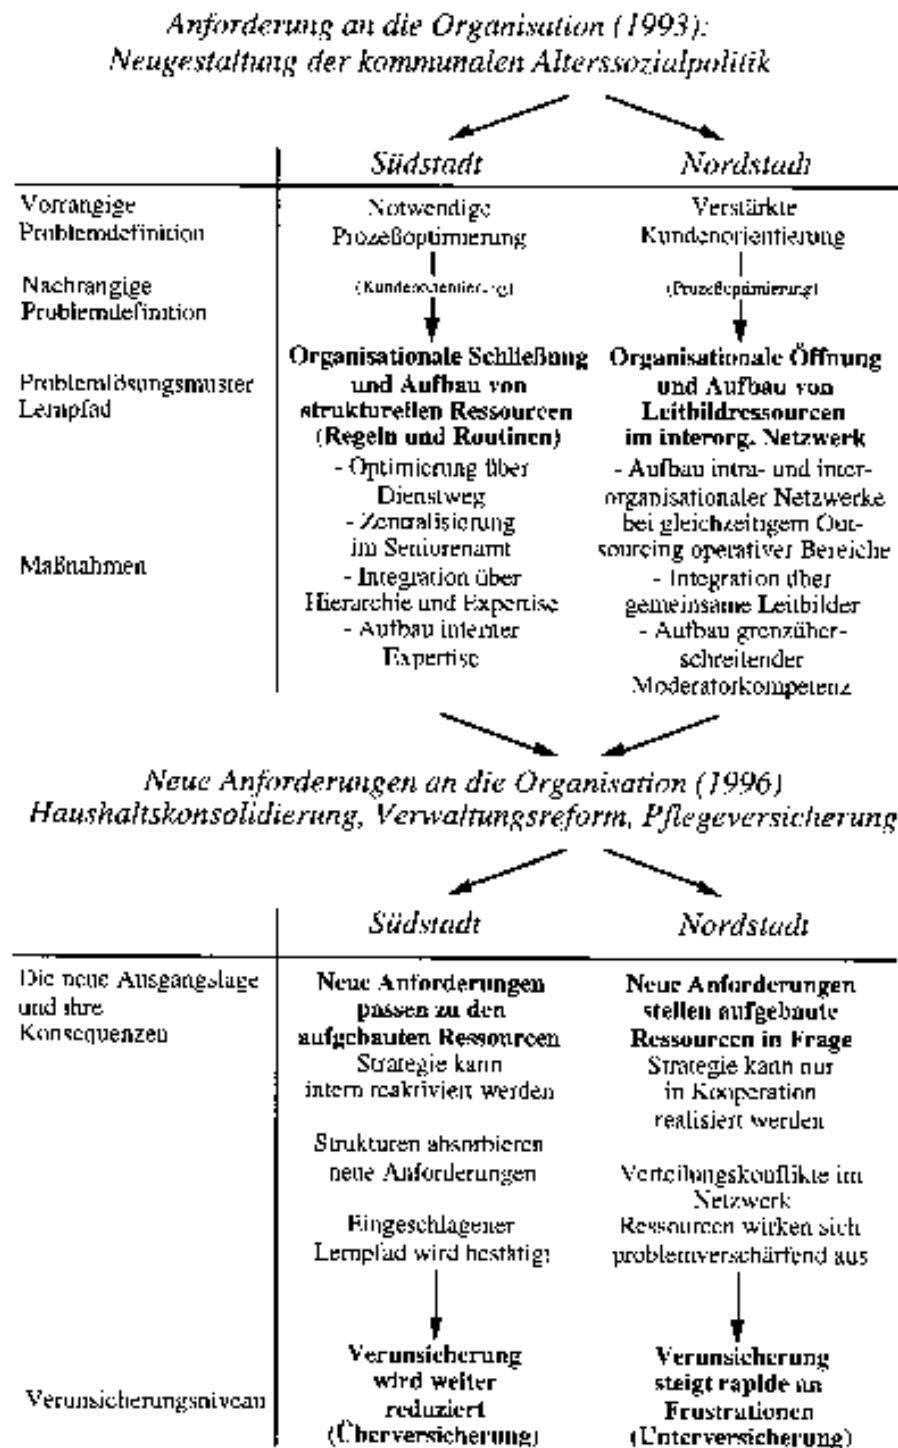 Anforderung an die Organisation (1993):
Neugestaltung der kommunalen Alterssozialpolitik
Südstadt
Nordstadt
Vorrangige
Problemdefinition
Notwendige
Prozeßoptimierung
Verstärkte
Kundenorientierung
Nachrangige
Problemdefinition
(Kundenorientierung)
(Prozeßoptimierung)
Problemlösungsmuster
Lernpfad
Organisationale Schließung
und Aufbau von
strukturellen Ressourcen
(Regeln und Routinen)
Organisationale Öffnung
und Aufbau von
Leitbildressourcen
im interorg. Netzwerk
Maßnahmen
- Optimierung über
Dienstweg
- Zentralisierung
im Seniorenamt
- Integration über
Hierarchie und Expertise
- Aufbau interner
Expertise
- Aufbau intra- und inter-
organisationaler Netzwerke
bei gleichzeitigem Out-
sourcing operativer Bereiche
- Integration über
gemeinsame Leitbilder
- Aufbau grenzüber-
schreitender
Moderatorkompetenz
Neue Anforderungen an die Organisation (1996)
Haushaltskonsolidierung, Verwaltungsreform, Pflegeversicherung
Südstadt
Nordstadt
Die neue Ausgangslage
und ihre
Konsequenzen
Neue Anforderungen
passen zu den
aufgebauten Ressourcen
Strategie kann
intern reaktiviert werden
Strukturen absorbieren
neue Anforderungen
Eingeschlagener
Lernpfad wird bestätigt
Neue Anforderungen
stellen aufgebaute
Ressourcen in Frage
Strategie kann nur
in Kooperation
realisiert werden
Verteilungskonflikte im
Netzwerk
Ressourcen wirken sich
problemverschärfend aus
Verunsicherungsniveau
Verunsicherung
wird weiter
reduziert
(Überversicherung)
Verunsicherung
steigt rapide an
Frustrationen
(Unterversicherung)